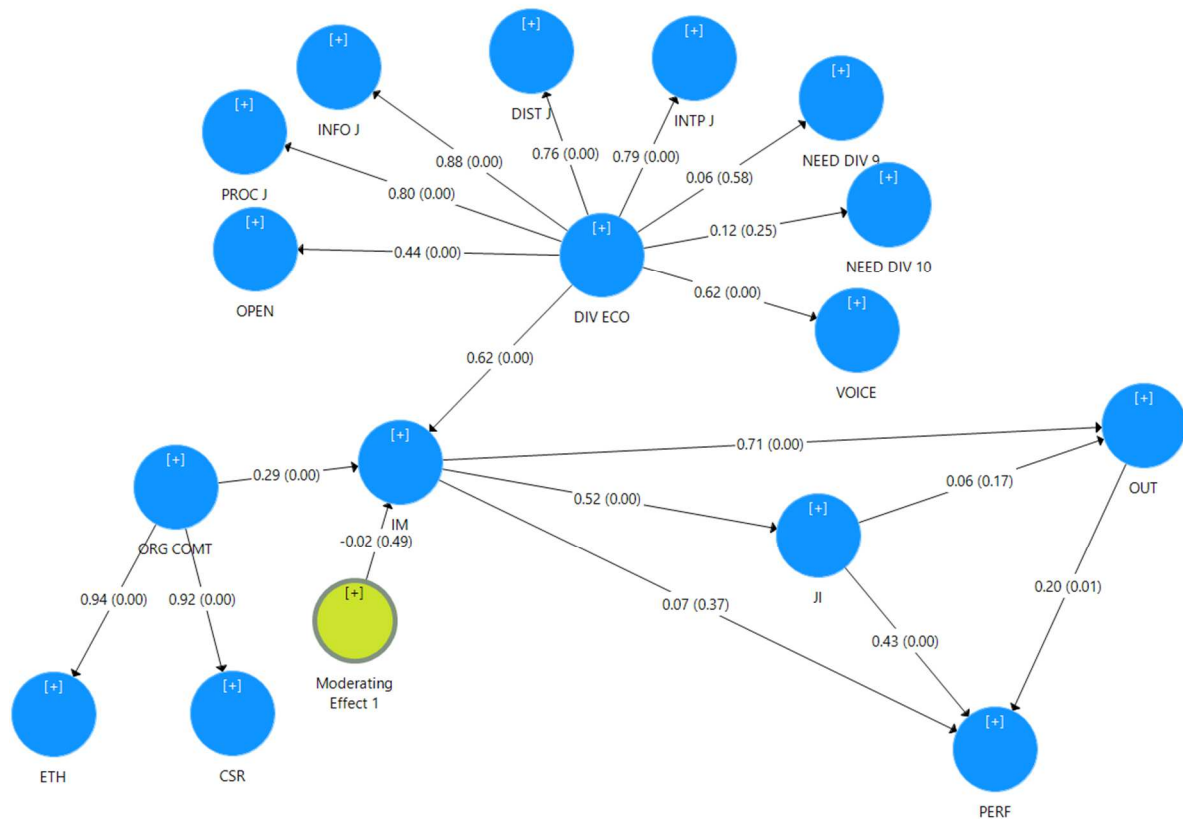 [+]
[+]
[+]
[+]
[+]
DIST J
INTP J
INFO J
NEED DIV 9
[+]
PROC J
0.88 (0.00)
0.76 (0.00)
0.79 (0.00)
0.06 (0.58)
[+]
0.80 (0.00)
[+]
[+]
0.12 (0.25)
0.44 (0.00)
NEED DIV 10
OPEN
DIV ECO
0.62 (0.00)
[+]
0.62 (0.00)
VOICE
[+]
[+]
[+]
0.71 (0.00)
0.29 (0.00)
0.06 (0.17)
OUT
0.52 (0.00)
IM
[+]
-0.02 (0.49)
ORG COMT
0.94 (0.00)
0.92 (0.00)
[+]
JI
0.20 (0.01)
0.07 (0.37)
0.43 (0.00)
[+]
[+]
Moderating
Effect 1
[+]
ETH
CSR
PERF